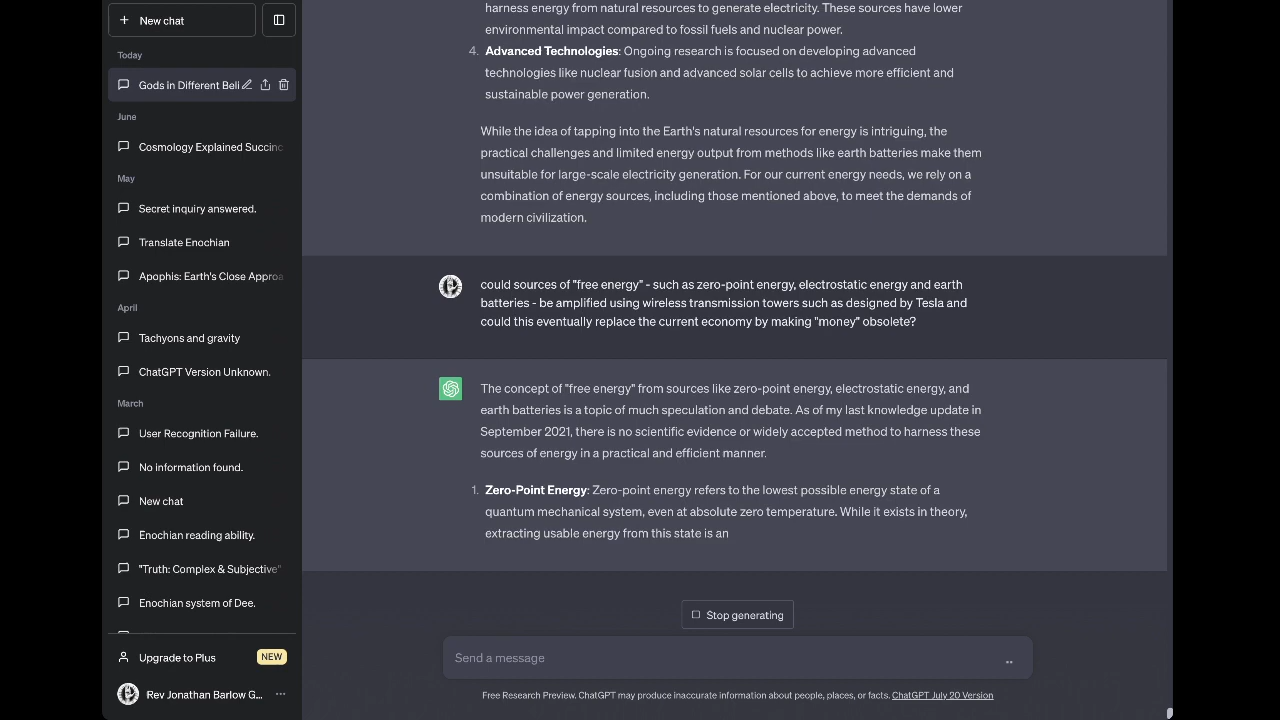 New chat
Today
Gods in Different Beli
June
Cosmology Explained Succinc
May
Secret inquiry answered.
Translate Enochian
Apophis: Earth's Close Approa
April
Tachyons and gravity
ChatGPT Version Unknown.
March
User Recognition Failure.
No information found.
New chat
Enochian reading ability.
"Truth: Complex & Subjective"
Enochian system of Dee.
Upgrade to Plus
NEW
Rev Jonathan Barlow G...
harness energy from natural resources to generate electricity. These sources have lower
environmental impact compared to fossil fuels and nuclear power.
4. Advanced Technologies: Ongoing research is focused on developing advanced
technologies like nuclear fusion and advanced solar cells to achieve more efficient and
sustainable power generation.
While the idea of tapping into the Earth's natural resources for energy is intriguing, the
practical challenges and limited energy output from methods like earth batteries make them
unsuitable for large-scale electricity generation. For our current energy needs, we rely on a
combination of energy sources, including those mentioned above, to meet the demands of
modern civilization.
could sources of "free energy" - such as zero-point energy, electrostatic energy and earth
batteries - be amplified using wireless transmission towers such as designed by Tesla and
could this eventually replace the current economy by making "money" obsolete?
The concept of "free energy" from sources like zero-point energy, electrostatic energy, and
earth batteries is a topic of much speculation and debate. As of my last knowledge update in
September 2021, there is no scientific evidence or widely accepted method to harness these
sources of energy in a practical and efficient manner.
1. Zero-Point Energy: Zero-point energy refers to the lowest possible energy state of a
quantum mechanical system, even at absolute zero temperature. While it exists in theory,
extracting usable energy from this state is an
Stop generating
Send a message
Free Research Preview. ChatGPT may produce inaccurate information about people, places, or facts. ChatGPT July 20 Version